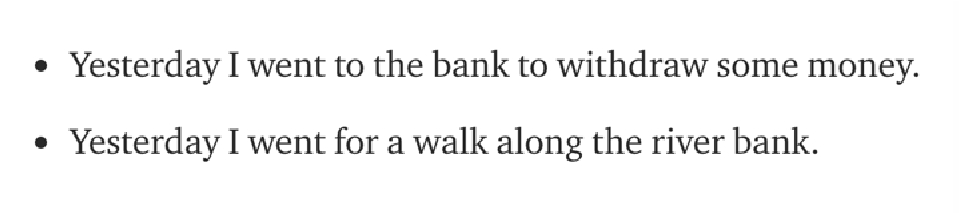 • Yesterday I went to the bank to withdraw some money.
• Yesterday I went for a walk along the river bank.